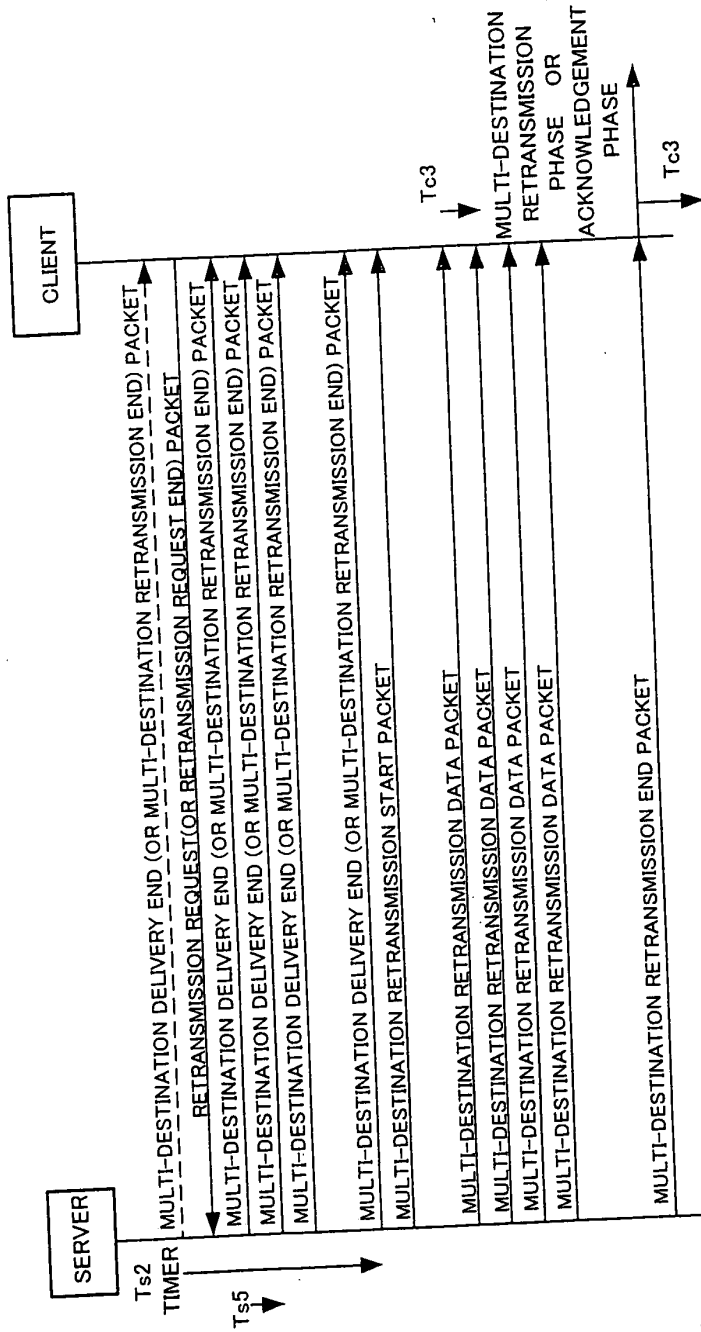 SERVER
CLIENT
Ts2
TIMER
Ts5
MULTI-DESTINATION DELIVERY END (OR MULTI-DESTINATION RETRANSMISSION END) PACKET
RETRANSMISSION REQUEST(OR RETRANSMISSION REQUEST END) PACKET
MULTI-DESTINATION DELIVERY END (OR MULTI-DESTINATION RETRANSMISSION END) PACKET
MULTI-DESTINATION DELIVERY END (OR MULTI-DESTINATION RETRANSMISSION END) PACKET
MULTI-DESTINATION DELIVERY END (OR MULTI-DESTINATION RETRANSMISSION END) PACKET
MULTI-DESTINATION DELIVERY END (OR MULTI-DESTINATION RETRANSMISSION END) PACKET
MULTI-DESTINATION RETRANSMISSION START PACKET
Tc3
MULTI-DESTINATION RETRANSMISSION DATA PACKET
MULTI-DESTINATION RETRANSMISSION DATA PACKET
MULTI-DESTINATION RETRANSMISSION DATA PACKET
MULTI-DESTINATION RETRANSMISSION DATA PACKET
MULTI-DESTINATION
RETRANSMISSION
PHASE OR
ACKNOWLEDGEMENT
PHASE
MULTI-DESTINATION RETRANSMISSION END PACKET
Tc3